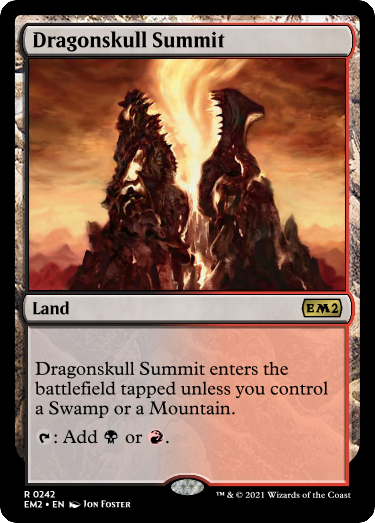 Dragonskull Summit
Land
EM2
Dragonskull Summit enters the
battlefield tapped unless you control
a Swamp or a Mountain.
: Add or .
R 0242
EM2 • EN Jon Foster
™ & © 2021 Wizards of the Coast